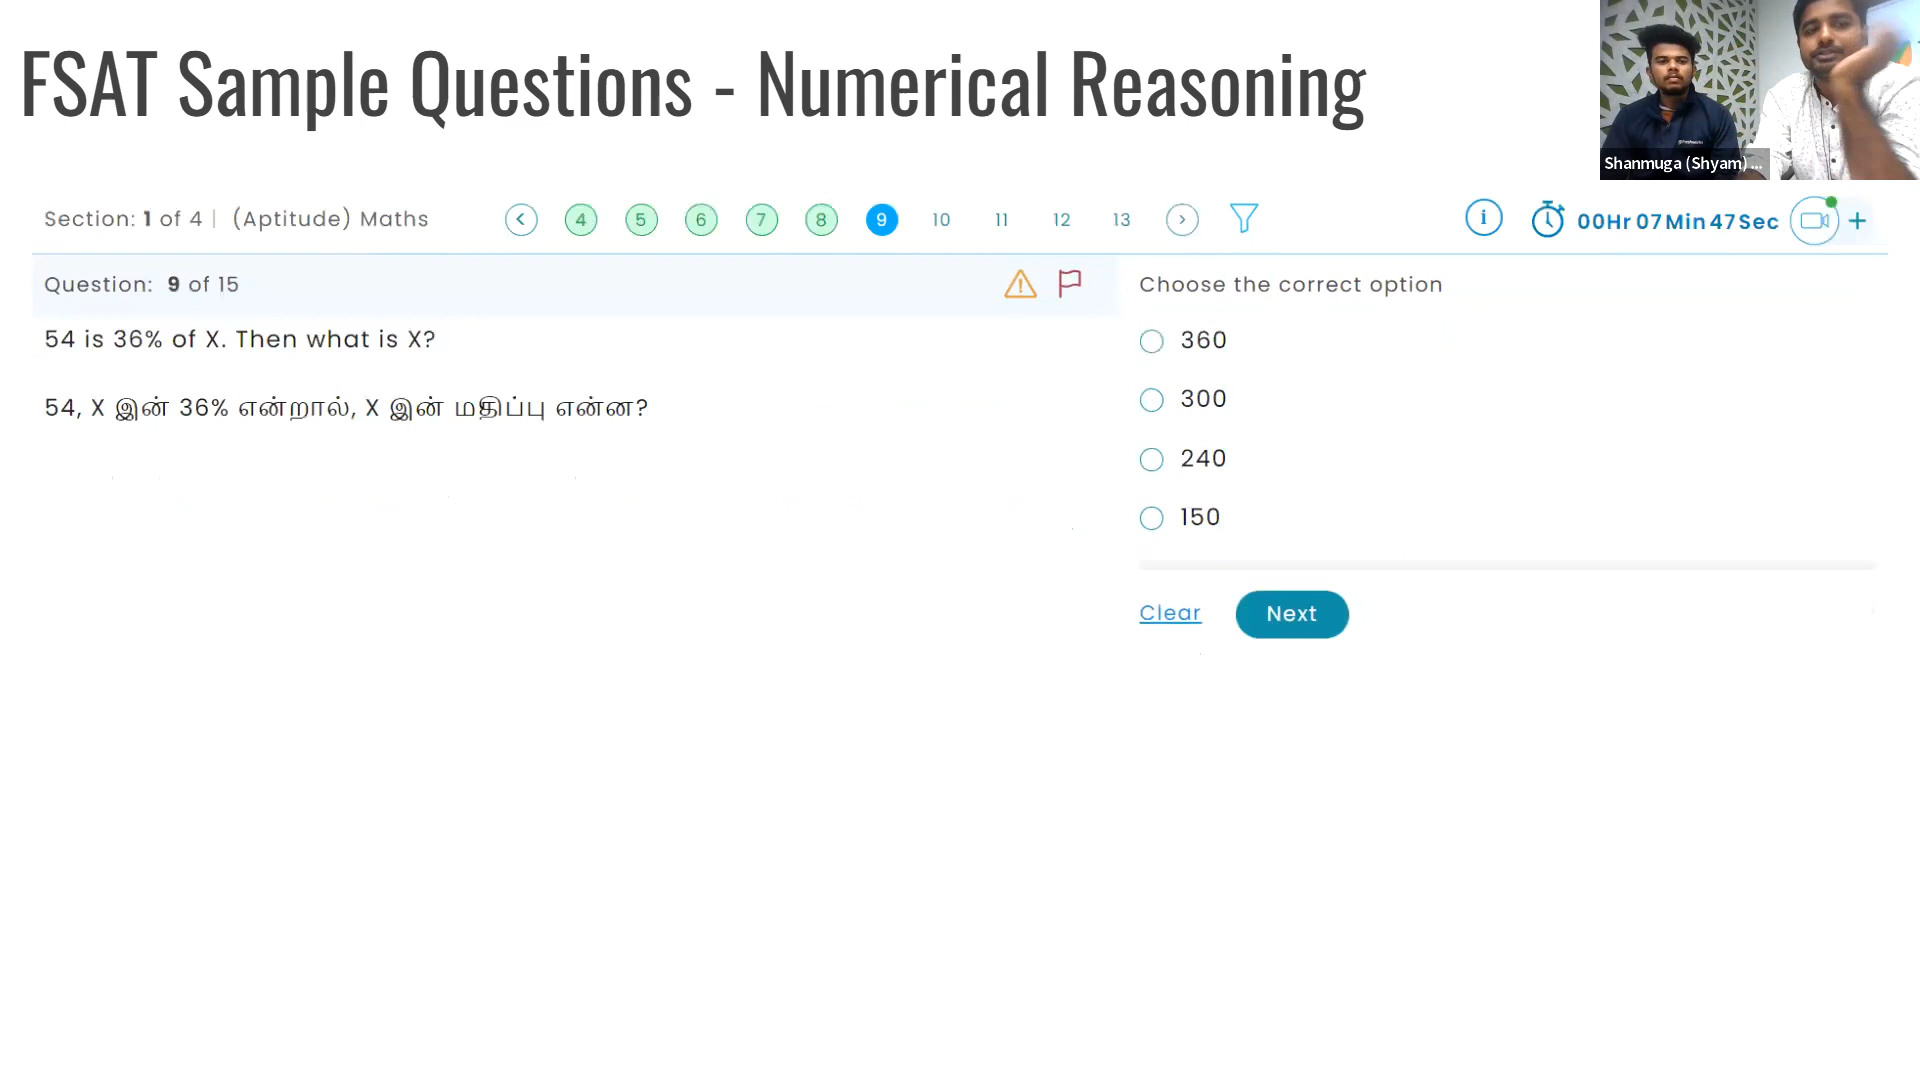 FSAT Sample Questions - Numerical Reasoning
Shanmuga (Shyam) ...
Section: 1 of 4 | (Aptitude) Maths
4 5 6 7 8 9 10 11 12 13
00Hr 07Min 47Sec
Question: 9 of 15
54 is 36% of X. Then what is X?
54, X இன் 36% என்றால், X இன் மதிப்பு என்ன?
Choose the correct option
360
300
240
150
Clear
Next